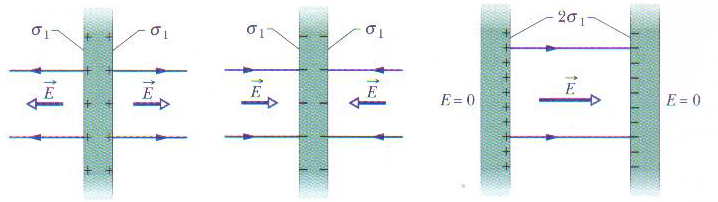 σ₁ σ₁
E⃗ E⃗
σ₁ σ₁
E⃗ E⃗
2σ₁
E = 0 E⃗ E = 0